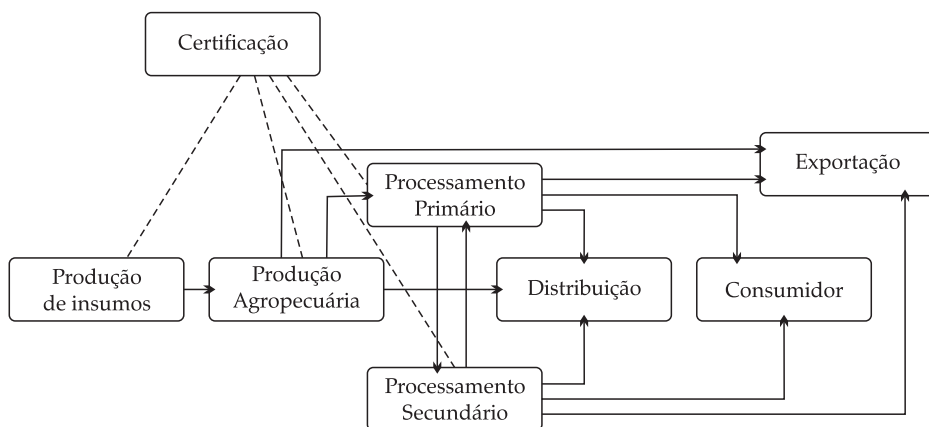 Certificação
Exportação
Processamento
Primário
Produção
de insumos
Produção
Agropecuária
Distribuição
Consumidor
Processamento
Secundário